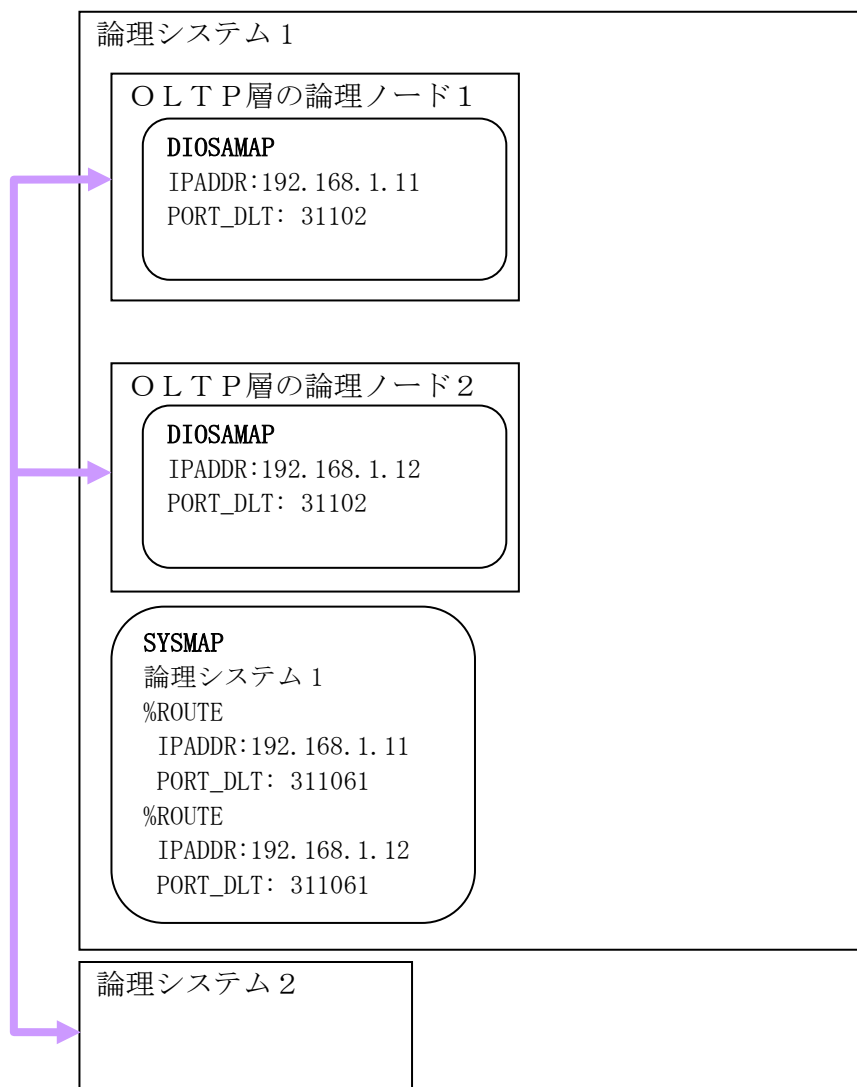 論理システム1
OLTP層の論理ノード1
DIOSAMAP
IPADDR:192.168.1.11
PORT_DLT: 31102
OLTP層の論理ノード2
DIOSAMAP
IPADDR:192.168.1.12
PORT_DLT: 31102
SYSMAP
論理システム1
%ROUTE
IPADDR:192.168.1.11
PORT_DLT: 311061
%ROUTE
IPADDR:192.168.1.12
PORT_DLT: 311061
論理システム2